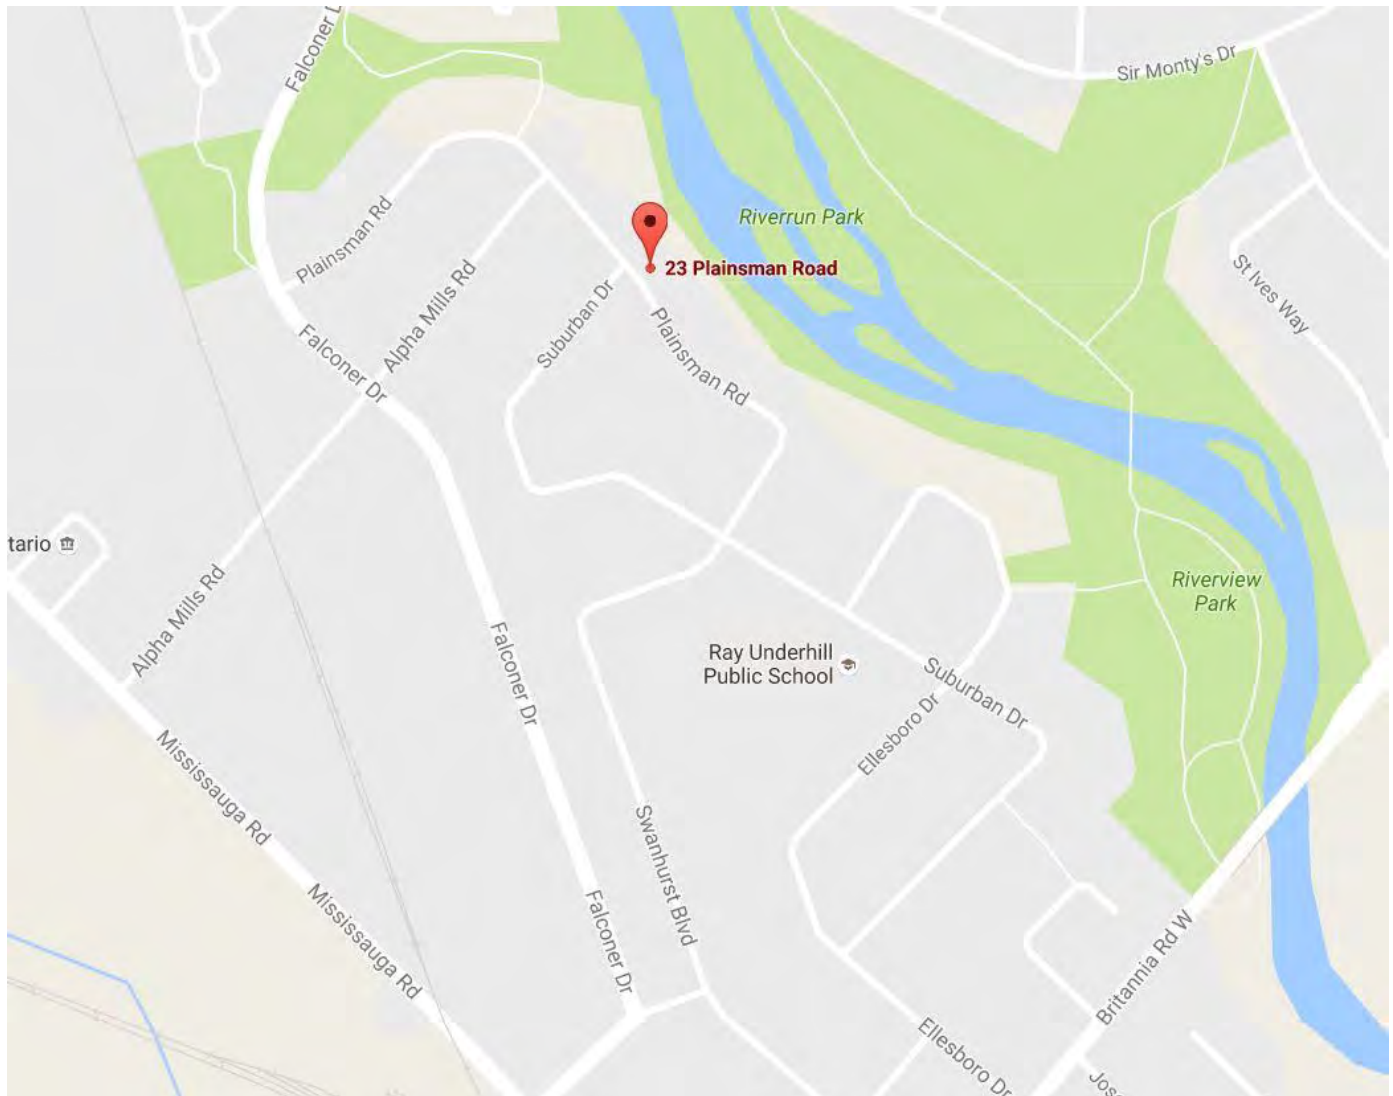 Falconer D
Sir Monty's Dr
Plainsman Rd
Riverrun Park
23 Plainsman Road
Alpha Mills Rd
Suburban Dr
St Ives Way
Falconer Dr
Plainsman Rd
tario
Alpha Mills Rd
Riverview
Park
Falconer Dr
Ray Underhill
Public School
Suburban Dr
Ellesboro Dr
Mississauga Rd
Swanhurst Blvd
Mississauga Rd
Falconer Dr
Britannia Rd W
Ellesboro Dr
Jos